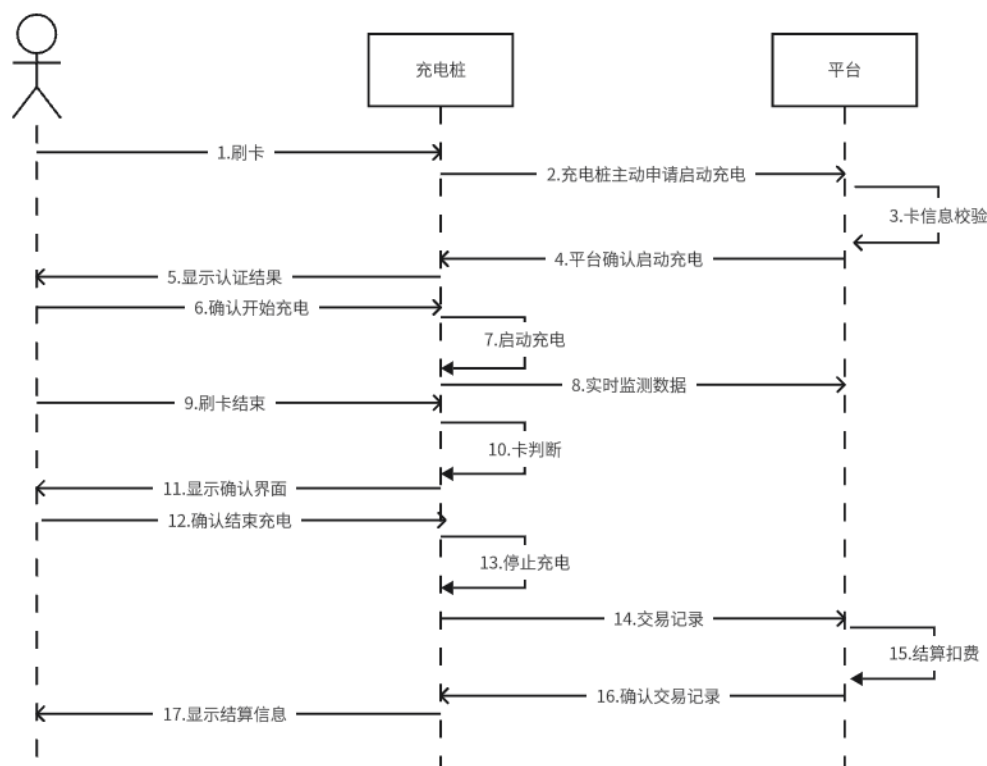 充电桩
平台
1.刷卡
2.充电桩主动申请启动充电
3.卡信息校验
4.平台确认启动充电
5.显示认证结果
6.确认开始充电
7.启动充电
8.实时监测数据
9.刷卡结束
10.卡判断
11.显示确认界面
12.确认结束充电
13.停止充电
14.交易记录
15.结算扣费
16.确认交易记录
17.显示结算信息